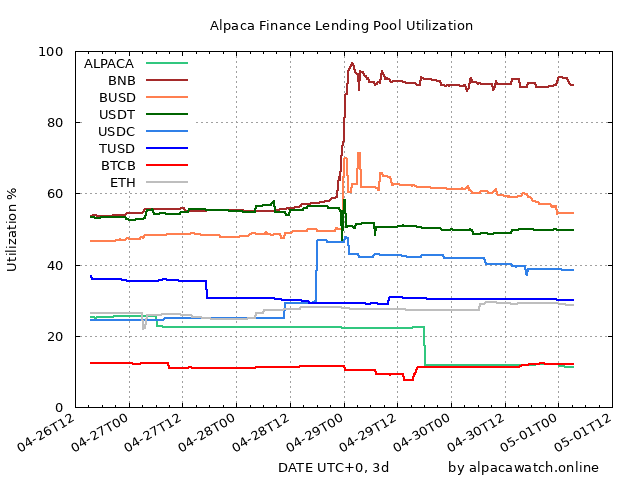 Alpaca Finance Lending Pool Utilization
100
80
60
40
20
0
Utilization %
ALPACA
BNB
BUSD
USDT
USDC
TUSD
BTCB
ETH
04-26T12
04-27T00
04-27T12
04-28T00
04-28T12
04-29T00
04-29T12
04-30T00
04-30T12
05-01T00
05-01T12
DATE UTC+0, 3d
by alpacawatch.online